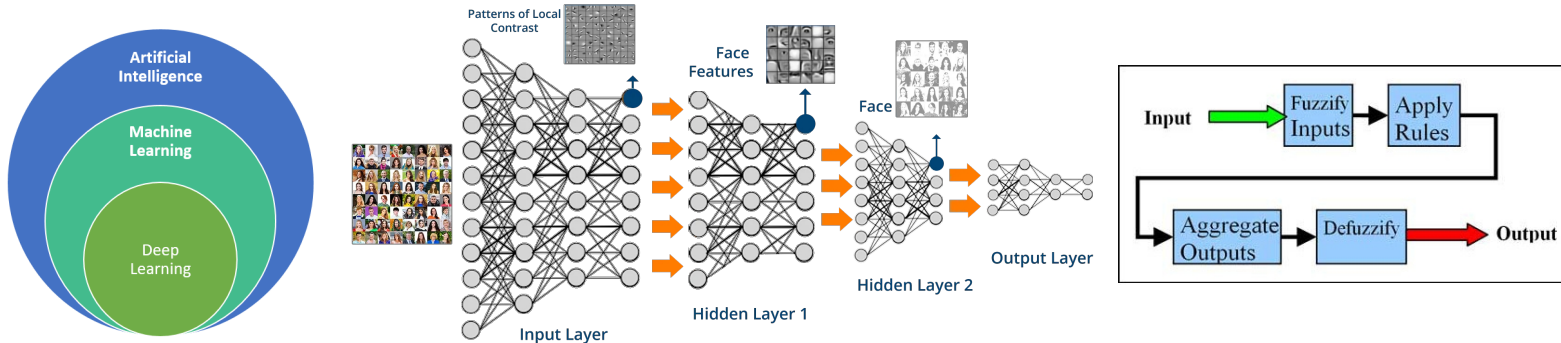 Artificial
Intelligence
Machine
Learning
Deep
Learning
Patterns of Local
Contrast
Face
Features
Face
Input Layer
Hidden Layer 1
Hidden Layer 2
Output Layer
Input
Fuzzify
Inputs
Apply
Rules
Aggregate
Outputs
Defuzzify
Output